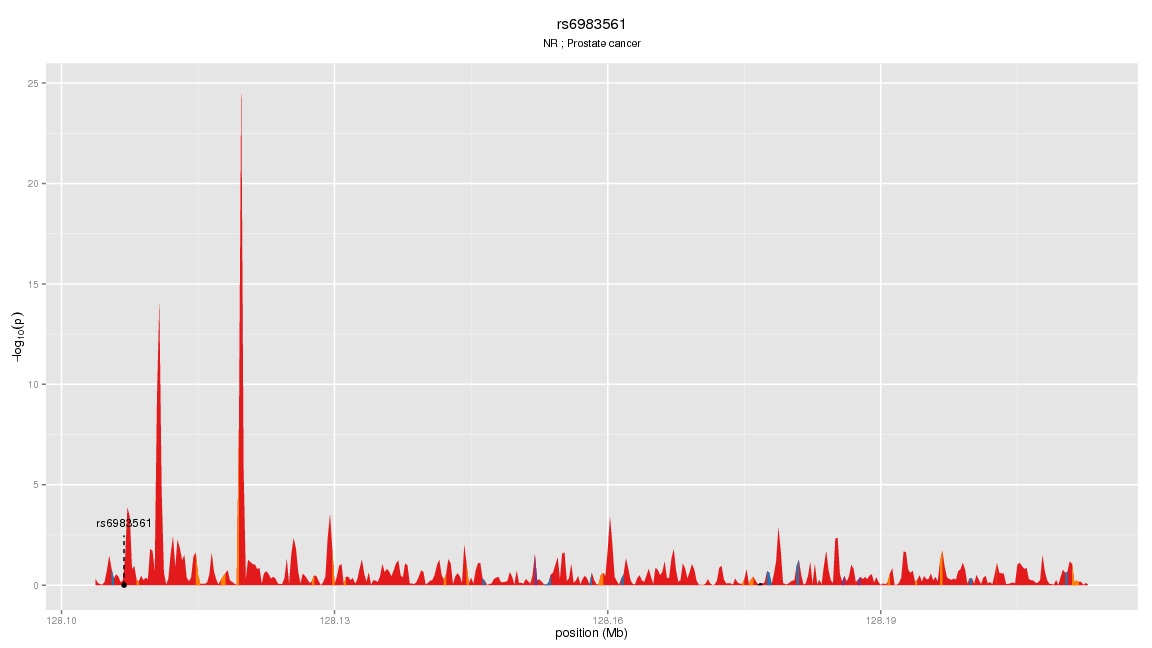 rs6983561
NR ; Prostate cancer
25
20
15
10
5
0
−log10(p)
rs6983561
128.10
128.13
128.16
128.19
position (Mb)